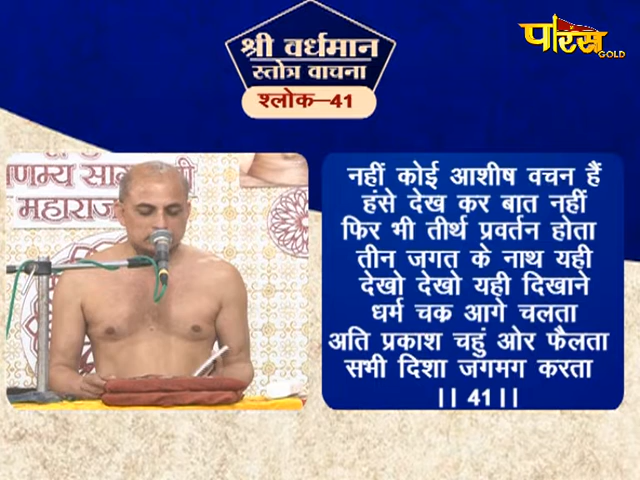 श्री वर्धमान
स्तोत्र वाचना
श्लोक–41
पारस
GOLD
महाराज
नहीं कोई आशीष वचन हैं
हंसे देख कर बात नहीं
फिर भी तीर्थ प्रवर्तन होता
तीन जगत के नाथ यही
देखो देखो यही दिखाने
धर्म चक्र आगे चलता
अति प्रकाश चहुं ओर फैलता
सभी दिशा जगमग करता
।। 41।।